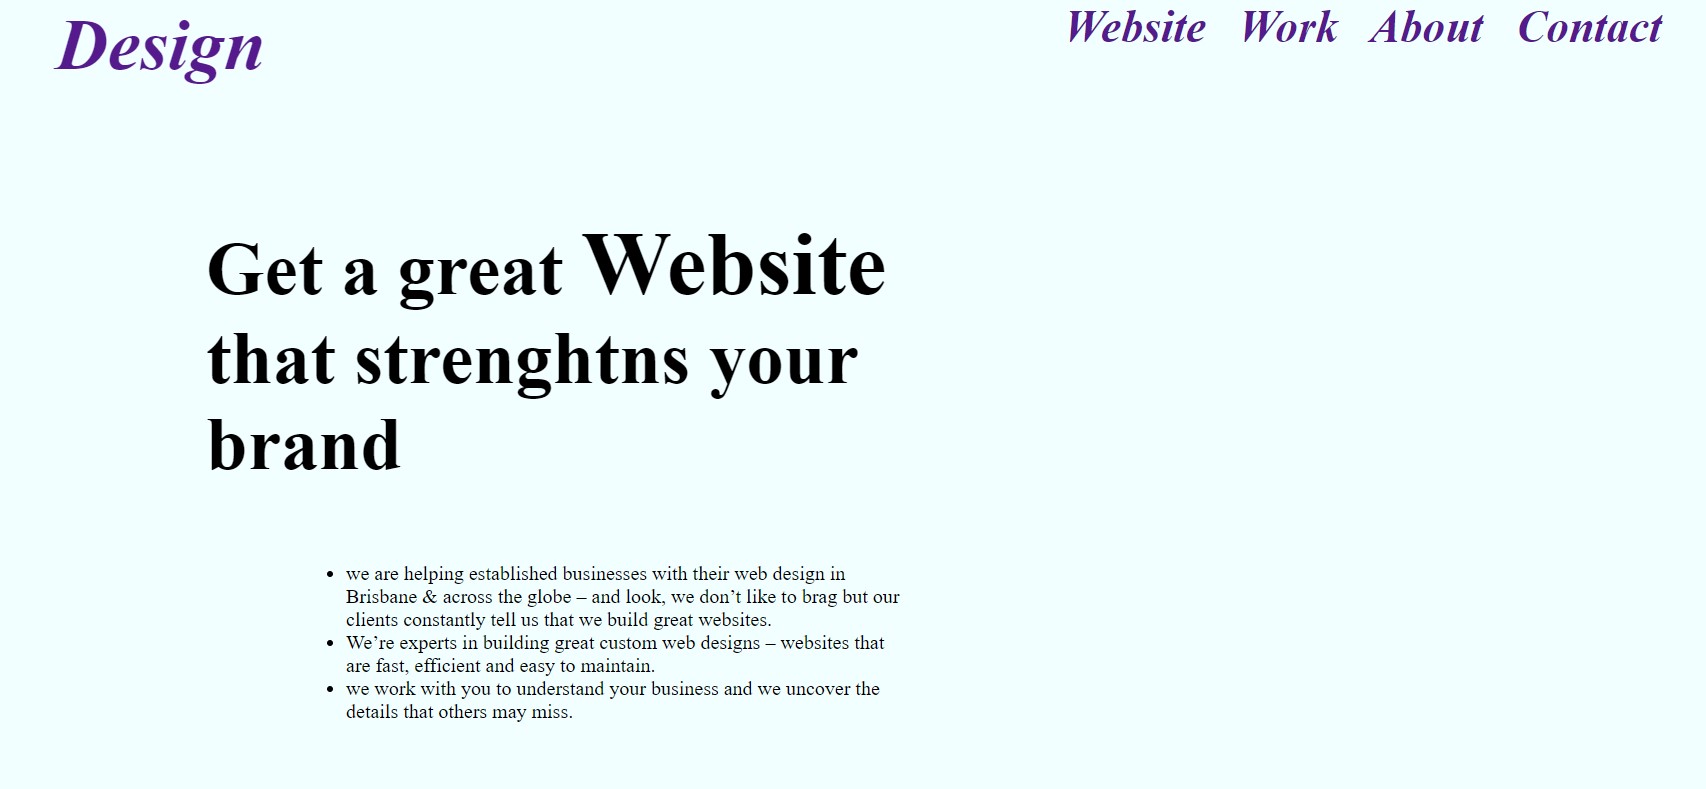 Design
Website Work About Contact
Get a great Website
that strenghtns your
brand
we are helping established businesses with their web design in
Brisbane & across the globe – and look, we don’t like to brag but our
clients constantly tell us that we build great websites.
We’re experts in building great custom web designs – websites that
are fast, efficient and easy to maintain.
we work with you to understand your business and we uncover the
details that others may miss.